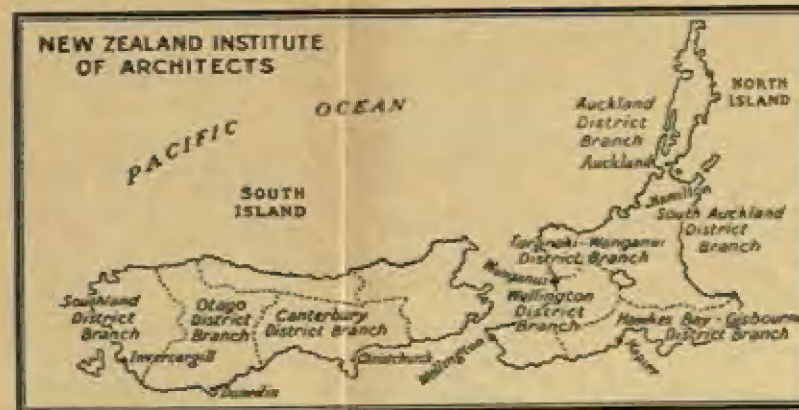 NEW ZEALAND INSTITUTE
OF ARCHITECTS
PACIFIC OCEAN
NORTH
ISLAND
Auckland
District
Branch
Auckland
SOUTH
ISLAND
Hamilton
South Auckland
District
Branch
Taranaki-Wanganui
District Branch
Wanganui
Wellington
District
Branch
Hawkes Bay - Gisbourne
District Branch
Napier
Wellington
Southland
District
Branch
Otago
District
Branch
Canterbury
District Branch
Christchurch
Invercargill
Dunedin